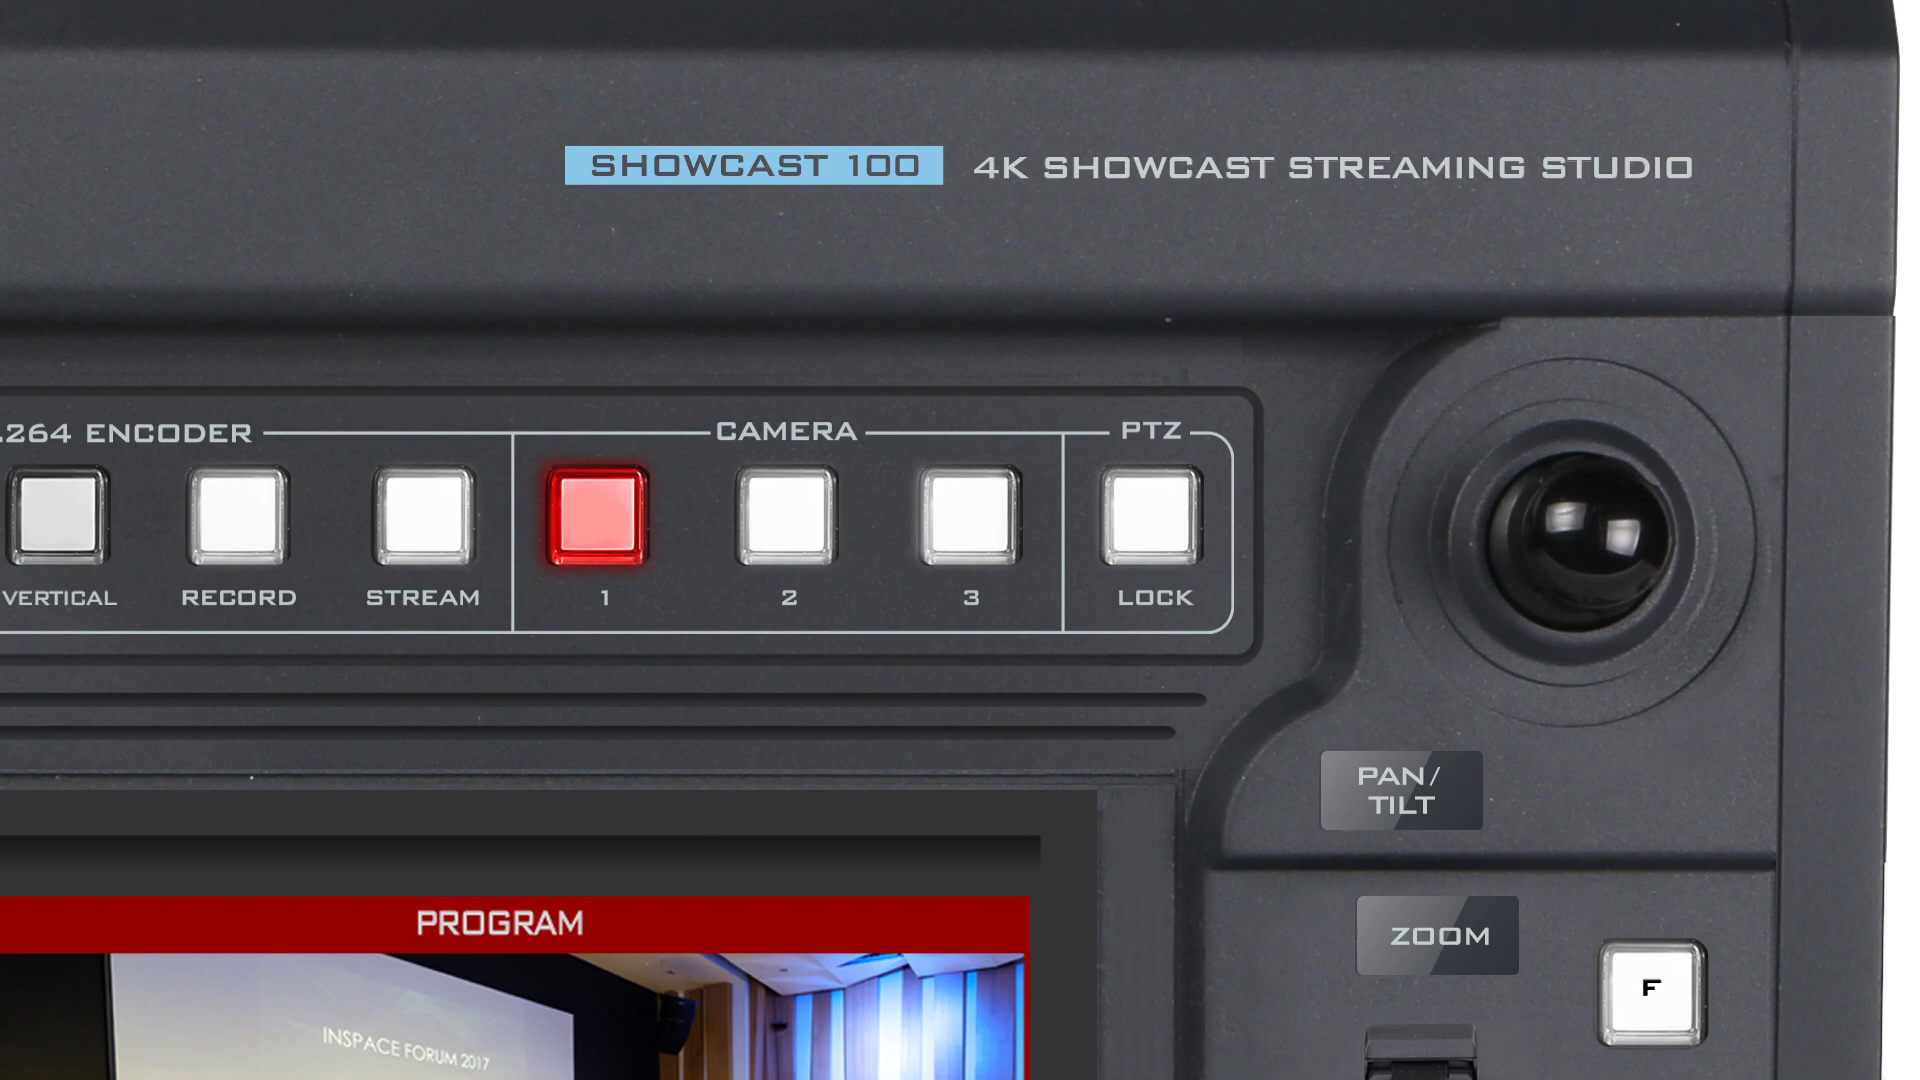 SHOWCAST 100 4K SHOWCAST STREAMING STUDIO
.264 ENCODER CAMERA PTZ
VERTICAL RECORD STREAM 1 2 3 LOCK
PAN/
TILT
PROGRAM
ZOOM
F
INSPACE FORUM 2017